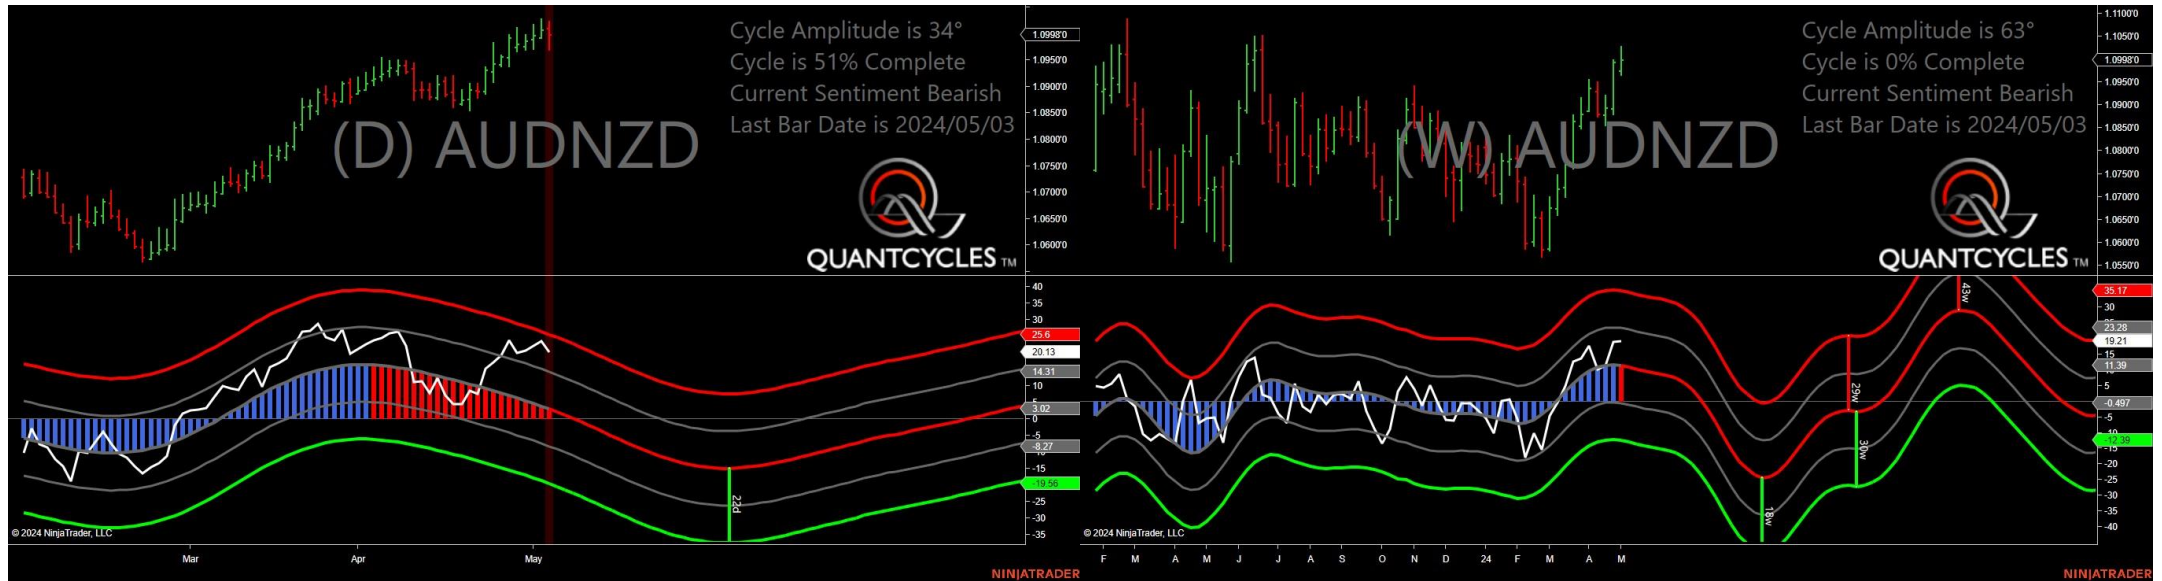 Cycle Amplitude is 34°
Cycle is 51% Complete
Current Sentiment Bearish
Last Bar Date is 2024/05/03
(D) AUDNZD
QUANTCYCLES TM
1.0998'0
1.0950'0
1.0900'0
1.0850'0
1.0800'0
1.0750'0
1.0700'0
1.0650'0
1.0600'0
40
35
30
25.6
20.13
14.31
10
5
3.02
0
-5
-8.27
-15
-19.56
-25
-30
-35
22d
© 2024 NinjaTrader, LLC
Mar
Apr
May
NINJATRADER
Cycle Amplitude is 63°
Cycle is 0% Complete
Current Sentiment Bearish
Last Bar Date is 2024/05/03
(W) AUDNZD
QUANTCYCLES TM
1.1100'0
1.1050'0
1.0998'0
1.0950'0
1.0900'0
1.0850'0
1.0800'0
1.0750'0
1.0700'0
1.0650'0
1.0600'0
1.0550'0
43w
29w
30w
18w
35.17
30
23.28
19.21
15
11.39
5
-0.497
-5
-12.39
-15
-20
-25
-30
-35
-40
© 2024 NinjaTrader, LLC
F
M
A
M
J
J
A
S
O
N
D
24
F
M
A
M
NINJATRADER